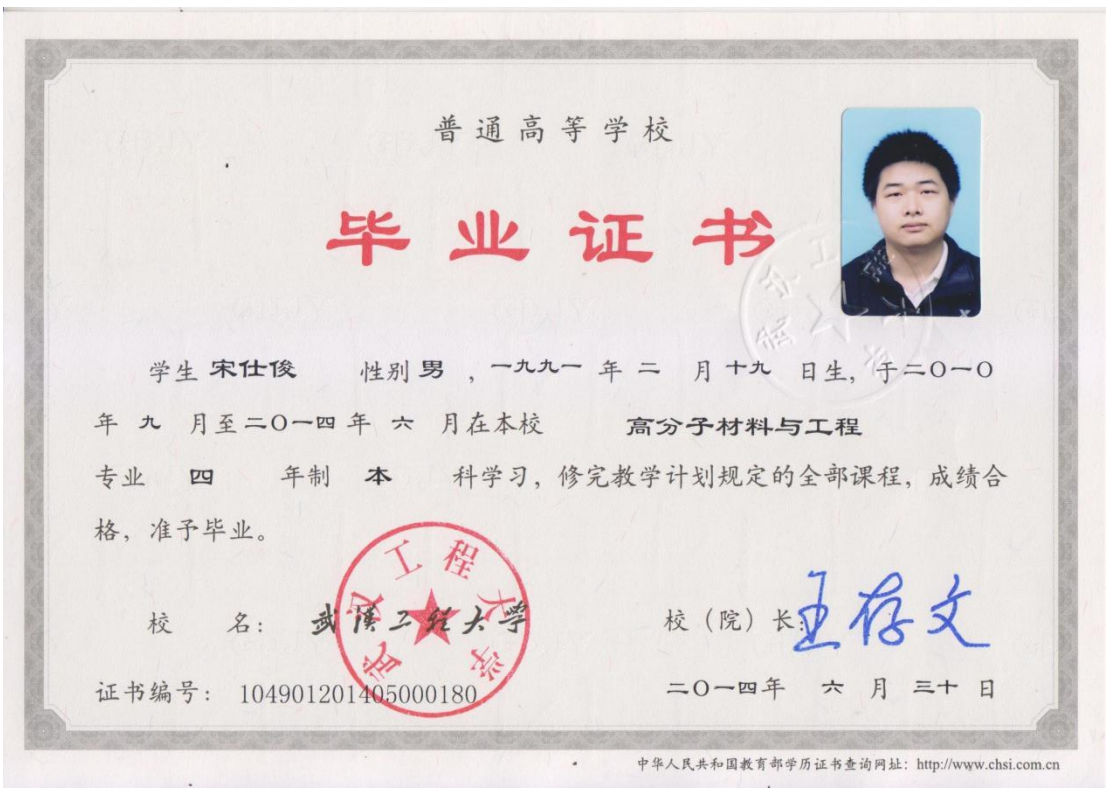 普通高等学校
毕业证书
学生 宋仕俊 性别 男 ，一九九一 年 二 月 十九 日生，于二〇一〇
年 九 月至二〇一四年 六 月在本校 高分子材料与工程
专业 四 年制 本 科学习，修完教学计划规定的全部课程，成绩合
格，准予毕业。
武汉工程大学
校 名： 武汉工程大学
校（院）长：王存文
证书编号：104901201405000180
二〇一四年 六 月 三十 日
中华人民共和国教育部学历证书查询网址：http://www.chsi.com.cn